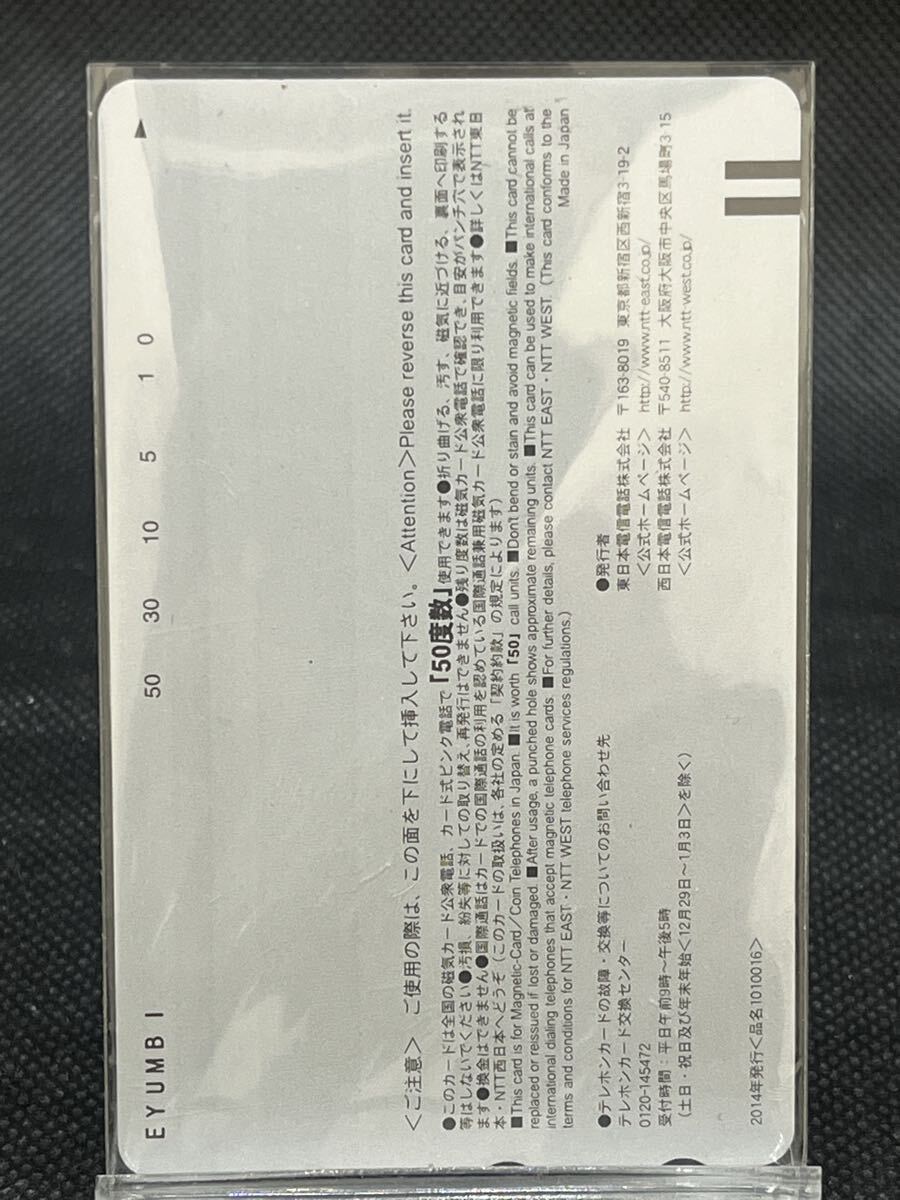 EYUMB I
50 30 10 5 1 0
<ご注意> ご使用の際は、この面を下にして挿入して下さい。 <Attention>Please reverse this card and insert it.
●このカードは全国の磁気カード公衆電話、カード式ピンク電話で「50度数」使用できます●折り曲げる、汚す、磁気に近づける、裏面へ印刷する
等はしないでください●汚損、紛失等に対しての取り替え、再発行はできません●残り度数は磁気カード公衆電話で確認でき、目安がパンチ穴で表示され
ます●換金はできません●国際通話はカードでの国際通話の利用を認めている国際通話兼用磁気カード公衆電話に限り利用できます●詳しくはNTT東日
本・NTT西日本へどうぞ(このカードの取扱いは、各社の定める「契約約款」の規定によります)
■This card is for Magnetic-Card/Coin Telephones in Japan. ■It is worth「50」call units. ■Don't bend or stain and avoid magnetic fields. ■This card cannot be
replaced or reissued if lost or damaged. ■After usage, a punched hole shows approximate remaining units. ■This card can be used to make international calls at
international dialing telephones that accept magnetic telephone cards. ■For further details, please contact NTT EAST・NTT WEST. (This card conforms to the
terms and conditions for NTT EAST・NTT WEST telephone services regulations.) Made in Japan
●テレホンカードの故障・交換等についてのお問い合わせ先
テレホンカード交換センター
0120-145472
受付時間:平日午前9時〜午後5時
(土日・祝日及び年末年始<12月29日〜1月3日>を除く)
●発行者
東日本電信電話株式会社 〒163-8019 東京都新宿区西新宿3-19-2
<公式ホームページ> http://www.ntt-east.co.jp/
西日本電信電話株式会社 〒540-8511 大阪府大阪市中央区馬場町3-15
<公式ホームページ> http://www.ntt-west.co.jp/
2014年発行<品名1010016>